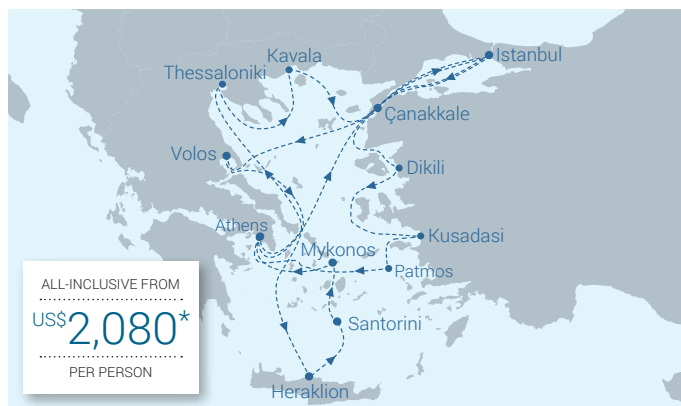 Kavala
Istanbul
Thessaloniki
Çanakkale
Volos
Dikili
Athens
Kusadasi
Mykonos
Patmos
ALL-INCLUSIVE FROM
US$2,080*
PER PERSON
Santorini
Heraklion